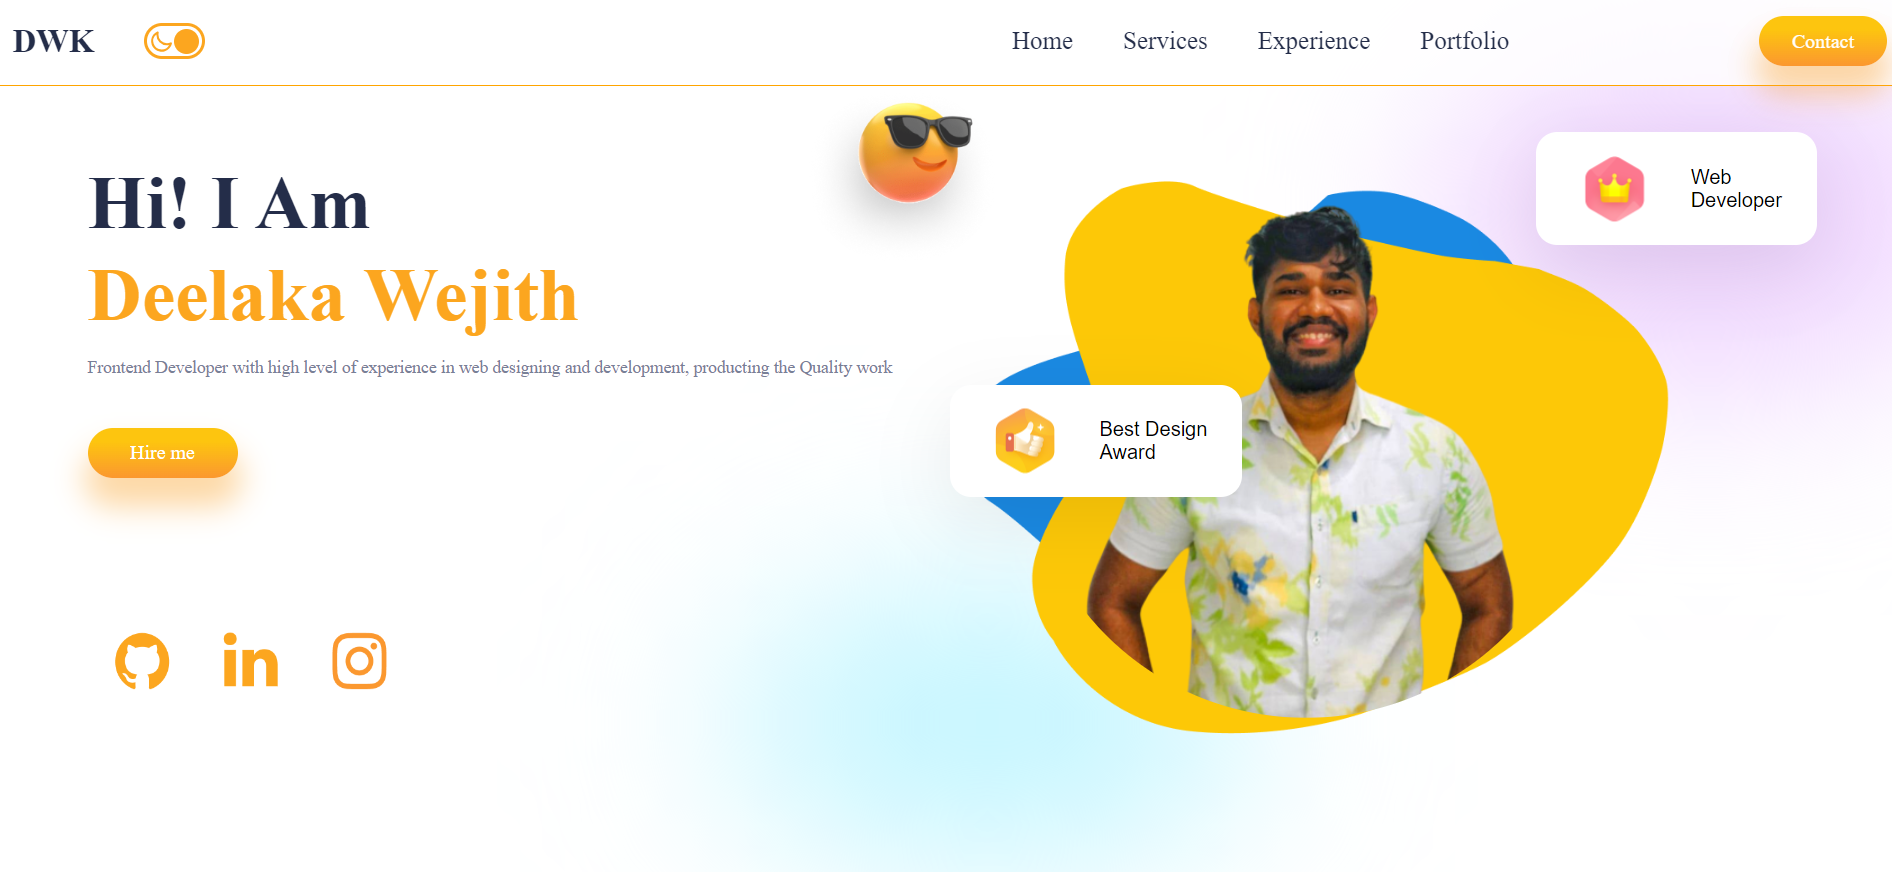 DWK
Home
Services
Experience
Portfolio
Contact
Hi! I Am
Deelaka Wejith
Frontend Developer with high level of experience in web designing and development, producting the Quality work
Hire me
Web
Developer
Best Design
Award
in